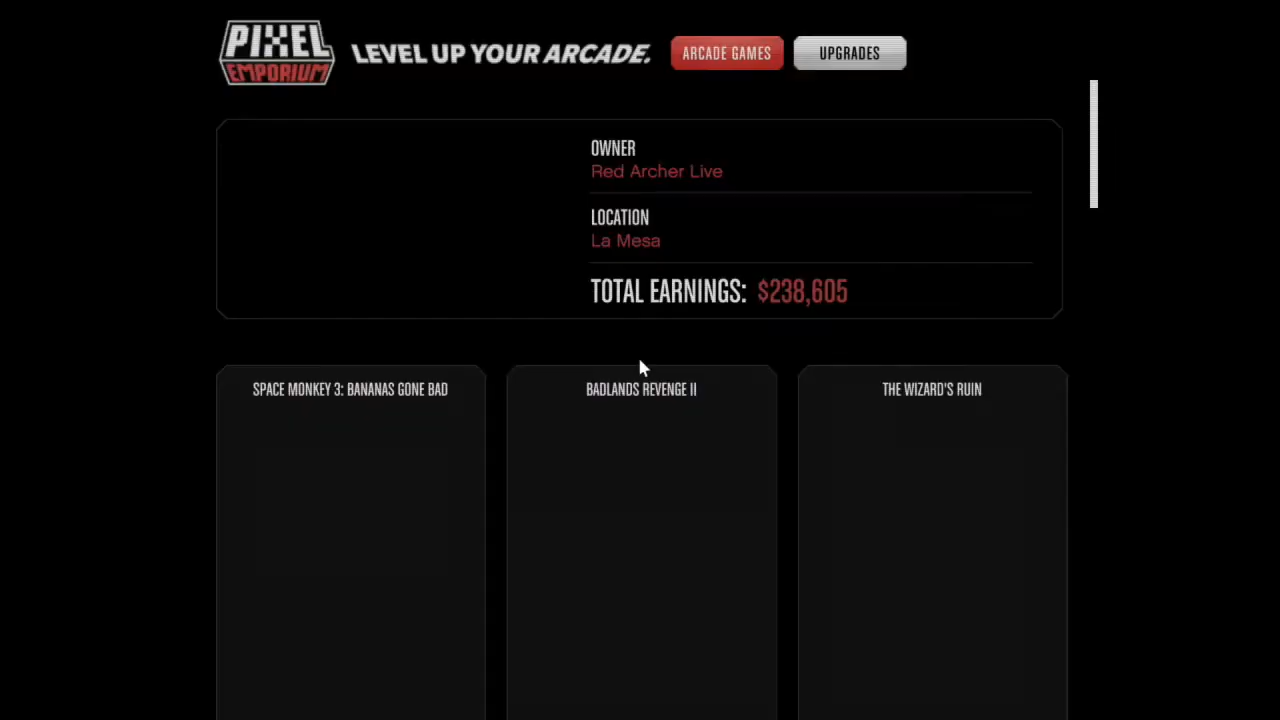 PIXEL
EMPORIUM
LEVEL UP YOUR ARCADE.
ARCADE GAMES
UPGRADES
OWNER
Red Archer Live
LOCATION
La Mesa
TOTAL EARNINGS: $238,605
SPACE MONKEY 3: BANANAS GONE BAD
BADLANDS REVENGE II
THE WIZARD'S RUIN